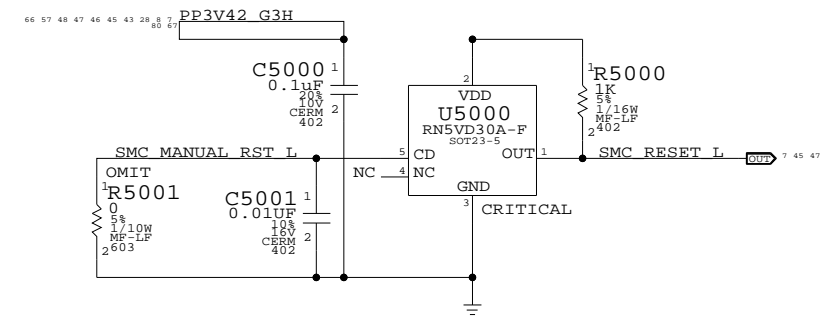 PP3V42_G3H
66 57 48 47 46 45 43 28 8 7
80 67
C5000 1
0.1uF
20%
10V
CERM 2
402
2
VDD
U5000
RN5VD30A-F
SOT23-5
1 R5000
1K
5%
1/16W
MF-LF
2 402
SMC_MANUAL_RST_L
5 CD
OUT 1
SMC_RESET_L
OUT
7 45 47
NC 4 NC
GND
3
CRITICAL
OMIT
1 R5001
0
5%
1/10W
MF-LF
2 603
C5001 1
0.01UF
10%
16V
CERM 2
402